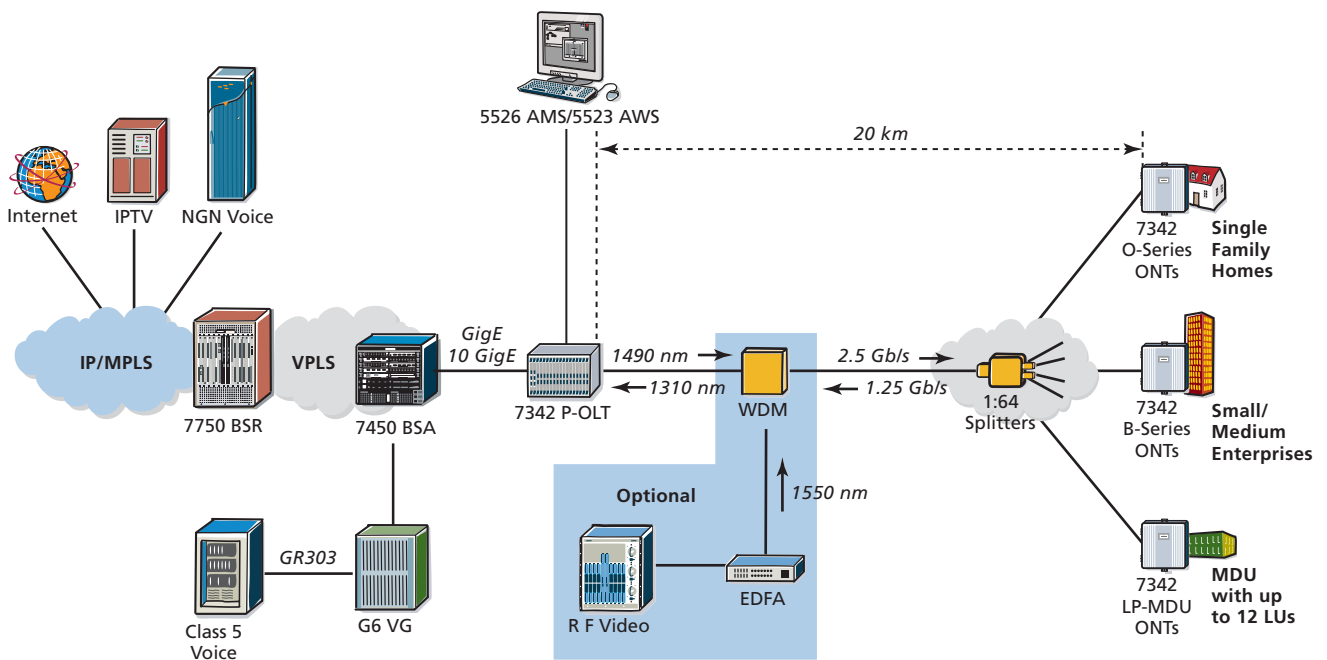 5526 AMS/5523 AWS
20 km
Internet
IPTV
NGN Voice
7342
O-Series
ONTs
Single
Family
Homes
IP/MPLS
7750 BSR
VPLS
7450 BSA
GigE
10 GigE
7342 P-OLT
1490 nm
1310 nm
WDM
2.5 Gb/s
1.25 Gb/s
1:64
Splitters
7342
B-Series
ONTs
Small/
Medium
Enterprises
Optional
1550 nm
GR303
Class 5
Voice
G6 VG
R F Video
EDFA
7342
LP-MDU
ONTs
MDU
with up
to 12 LUs